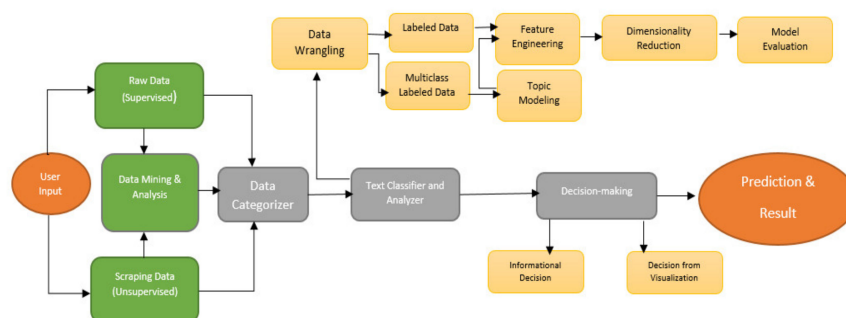 Data
Wrangling
Labeled Data
Feature
Engineering
Dimensionality
Reduction
Model
Evaluation
Multiclass
Labeled Data
Topic
Modeling
Raw Data
(Supervised)
User
Input
Data Mining &
Analysis
Data
Categorizer
Text Classifier and
Analyzer
Decision-making
Prediction &
Result
Scraping Data
(Unsupervised)
Informational
Decision
Decision from
Visualization